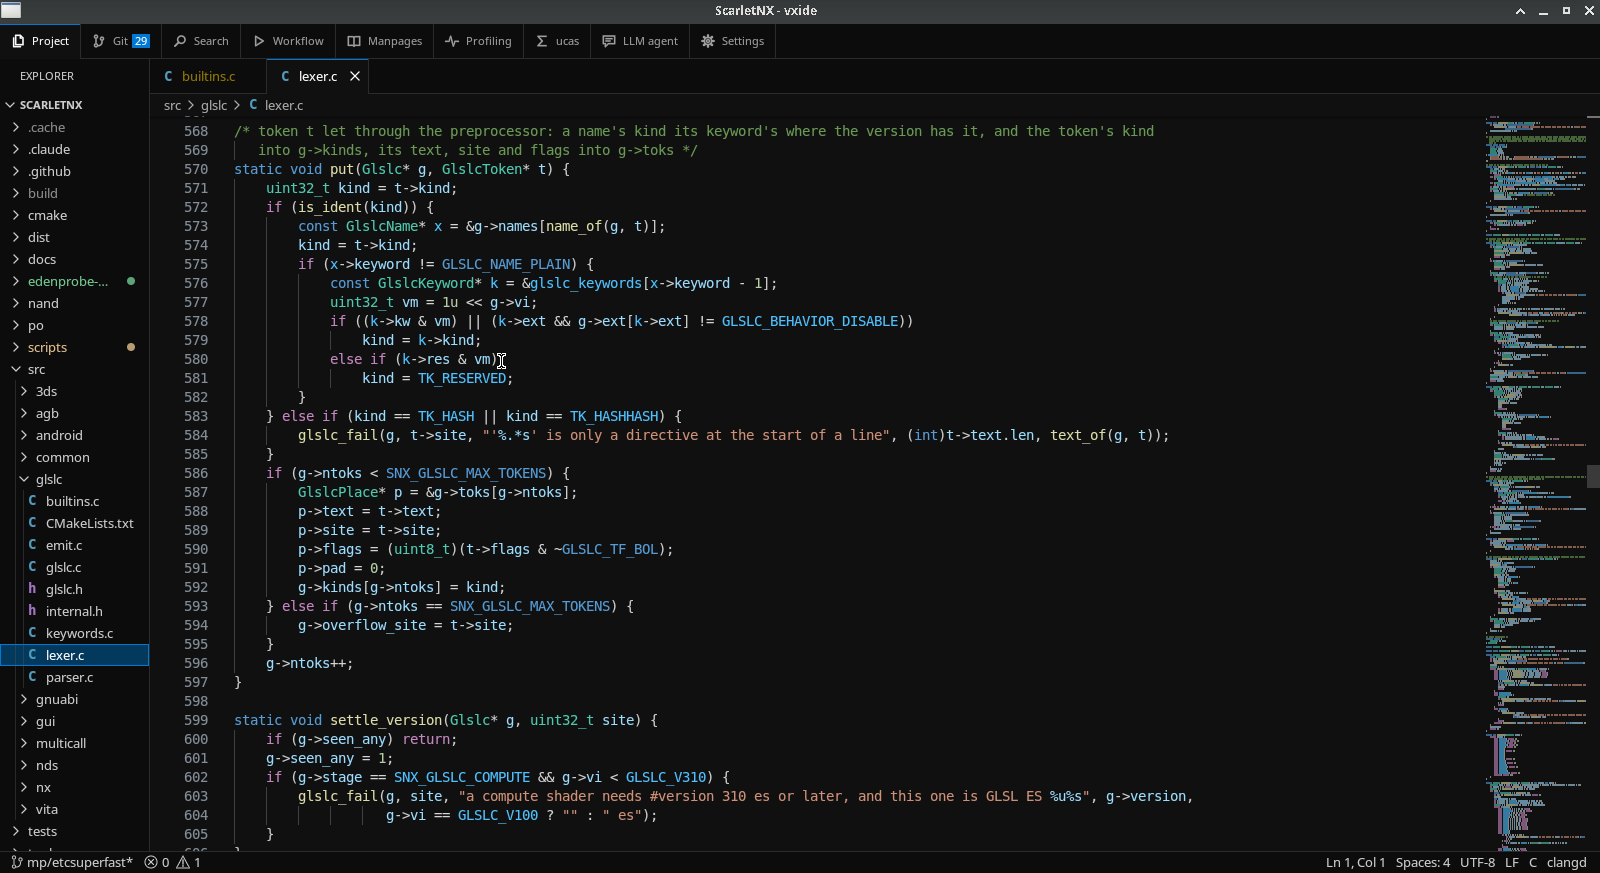 ScarletNX - vxide
Project
Git 29
Search
Workflow
Manpages
Profiling
ucas
LLM agent
Settings
EXPLORER
SCARLETNX
.cache
.claude
.github
build
cmake
dist
docs
edenprobe-...
nand
po
scripts
src
3ds
agb
android
common
glslc
builtins.c
CMakeLists.txt
emit.c
glslc.c
glslc.h
internal.h
keywords.c
lexer.c
parser.c
gnuabi
gui
multicall
nds
nx
vita
tests
builtins.c
lexer.c
src > glslc > C lexer.c
568 /* token t let through the preprocessor: a name's kind its keyword's where the version has it, and the token's kind
569    into g->kinds, its text, site and flags into g->toks */
570 static void put(Glslc* g, GlslcToken* t) {
571     uint32_t kind = t->kind;
572     if (is_ident(kind)) {
573         const GlslcName* x = &g->names[name_of(g, t)];
574         kind = t->kind;
575         if (x->keyword != GLSLC_NAME_PLAIN) {
576             const GlslcKeyword* k = &glslc_keywords[x->keyword - 1];
577             uint32_t vm = 1u << g->vi;
578             if ((k->kw & vm) || (k->ext && g->ext[k->ext] != GLSLC_BEHAVIOR_DISABLE))
579                 kind = k->kind;
580             else if (k->res & vm)
581                 kind = TK_RESERVED;
582         }
583     } else if (kind == TK_HASH || kind == TK_HASHHASH) {
584         glslc_fail(g, t->site, "'%.*s' is only a directive at the start of a line", (int)t->text.len, text_of(g, t));
585     }
586     if (g->ntoks < SNX_GLSLC_MAX_TOKENS) {
587         GlslcPlace* p = &g->toks[g->ntoks];
588         p->text = t->text;
589         p->site = t->site;
590         p->flags = (uint8_t)(t->flags & ~GLSLC_TF_BOL);
591         p->pad = 0;
592         g->kinds[g->ntoks] = kind;
593     } else if (g->ntoks == SNX_GLSLC_MAX_TOKENS) {
594         g->overflow_site = t->site;
595     }
596     g->ntoks++;
597 }
598
599 static void settle_version(Glslc* g, uint32_t site) {
600     if (g->seen_any) return;
601     g->seen_any = 1;
602     if (g->stage == SNX_GLSLC_COMPUTE && g->vi < GLSLC_V310) {
603         glslc_fail(g, site, "a compute shader needs #version 310 es or later, and this one is GLSL ES %u%s", g->version,
604                    g->vi == GLSLC_V100 ? "" : " es");
605     }
mp/etcsuperfast* 0 1
Ln 1, Col 1 Spaces: 4 UTF-8 LF C clangd